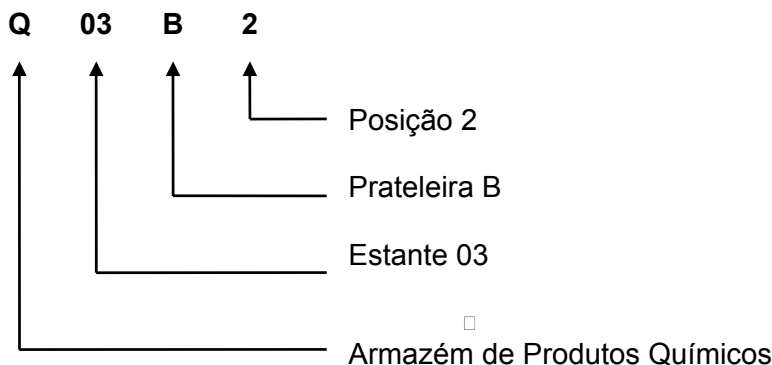 Q 03 B 2
Posição 2
Prateleira B
Estante 03
Armazém de Produtos Químicos